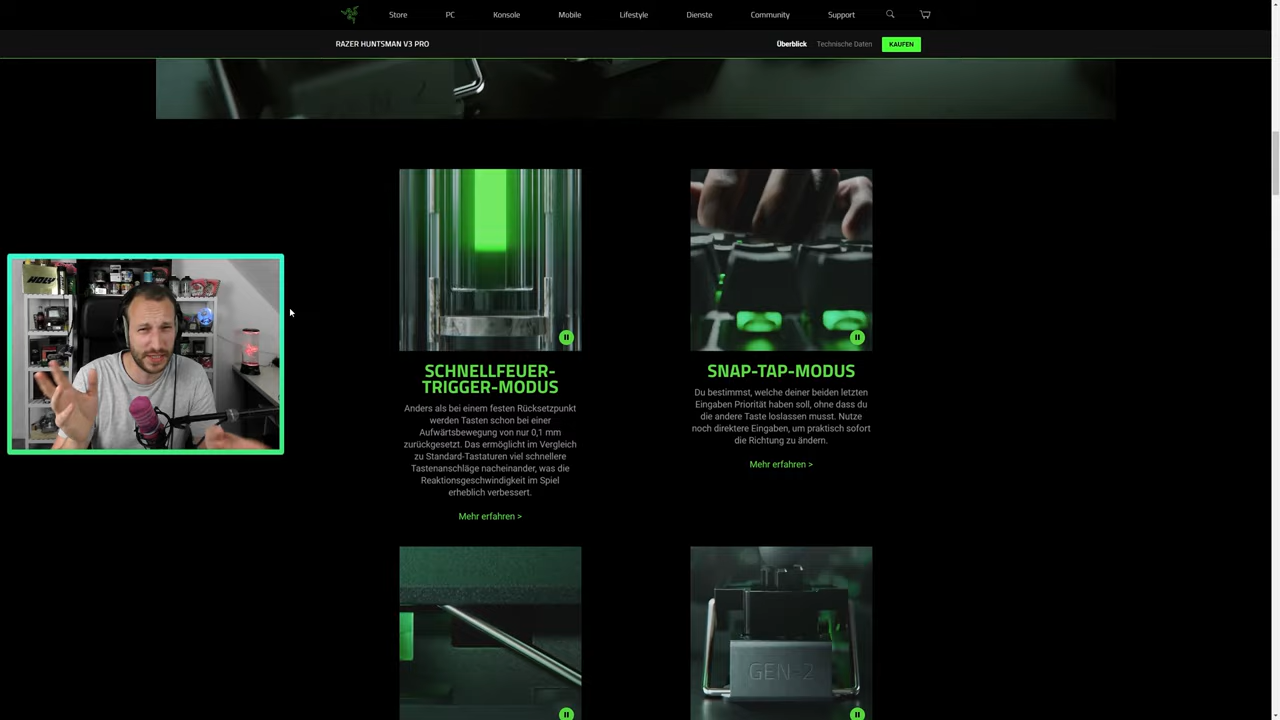 Store
PC
Konsole
Mobile
Lifestyle
Dienste
Community
Support
RAZER HUNTSMAN V3 PRO
Überblick
Technische Daten
KAUFEN
HOLY
SCHNELLFEUER-
TRIGGER-MODUS
Anders als bei einem festen Rücksetzpunkt
werden Tasten schon bei einer
Aufwärtsbewegung von nur 0,1 mm
zurückgesetzt. Das ermöglicht im Vergleich
zu Standard-Tastaturen viel schnellere
Tastenanschläge nacheinander, was die
Reaktionsgeschwindigkeit im Spiel
erheblich verbessert.
Mehr erfahren >
SNAP-TAP-MODUS
Du bestimmst, welche deiner beiden letzten
Eingaben Priorität haben soll, ohne dass du
die andere Taste loslassen musst. Nutze
noch direktere Eingaben, um praktisch sofort
die Richtung zu ändern.
Mehr erfahren >
GEN-2